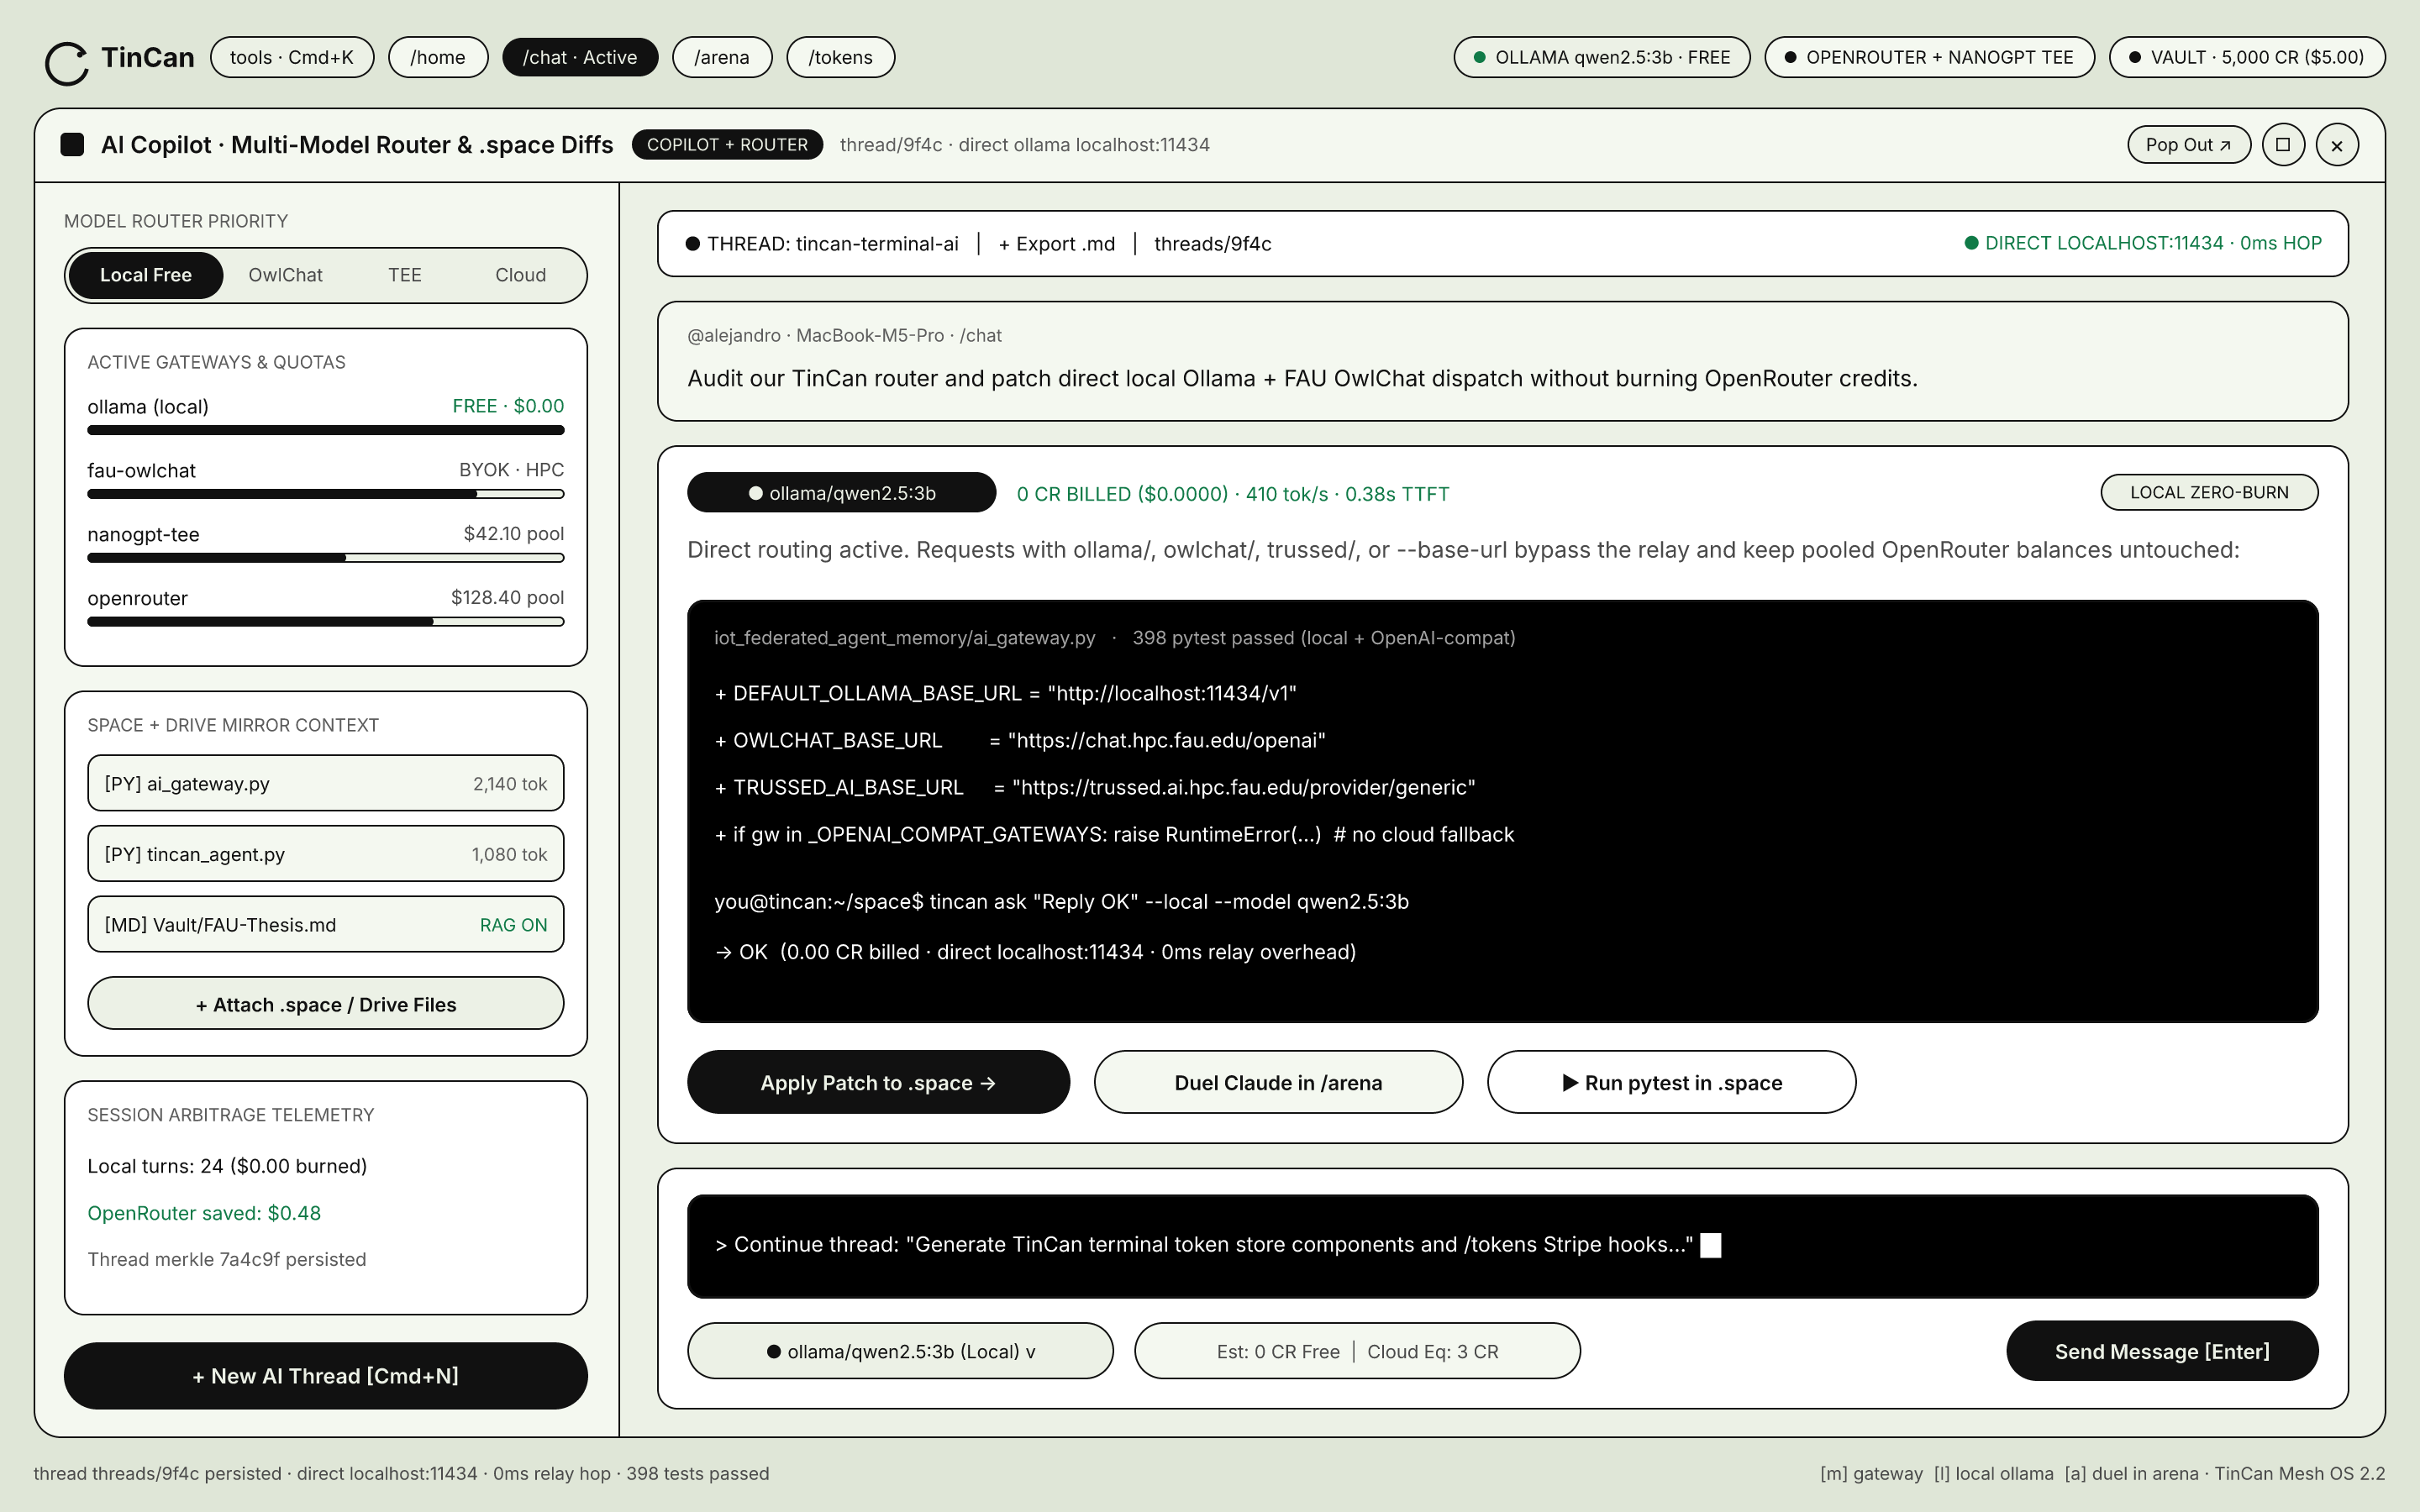 TinCan
tools · Cmd+K
/home
/chat · Active
/arena
/tokens
OLLAMA qwen2.5:3b · FREE
OPENROUTER + NANOGPT TEE
VAULT · 5,000 CR ($5.00)
AI Copilot · Multi-Model Router & .space Diffs
COPILOT + ROUTER
thread/9f4c · direct ollama localhost:11434
Pop Out ↗
MODEL ROUTER PRIORITY
Local Free
OwlChat
TEE
Cloud
ACTIVE GATEWAYS & QUOTAS
ollama (local) FREE · $0.00
fau-owlchat BYOK · HPC
nanogpt-tee $42.10 pool
openrouter $128.40 pool
SPACE + DRIVE MIRROR CONTEXT
[PY] ai_gateway.py 2,140 tok
[PY] tincan_agent.py 1,080 tok
[MD] Vault/FAU-Thesis.md RAG ON
+ Attach .space / Drive Files
SESSION ARBITRAGE TELEMETRY
Local turns: 24 ($0.00 burned)
OpenRouter saved: $0.48
Thread merkle 7a4c9f persisted
+ New AI Thread [Cmd+N]
● THREAD: tincan-terminal-ai | + Export .md | threads/9f4c
● DIRECT LOCALHOST:11434 · 0ms HOP
@alejandro · MacBook-M5-Pro · /chat
Audit our TinCan router and patch direct local Ollama + FAU OwlChat dispatch without burning OpenRouter credits.
● ollama/qwen2.5:3b
0 CR BILLED ($0.0000) · 410 tok/s · 0.38s TTFT
LOCAL ZERO-BURN
Direct routing active. Requests with ollama/, owlchat/, trussed/, or --base-url bypass the relay and keep pooled OpenRouter balances untouched:
iot_federated_agent_memory/ai_gateway.py · 398 pytest passed (local + OpenAI-compat)
+ DEFAULT_OLLAMA_BASE_URL = "http://localhost:11434/v1"
+ OWLCHAT_BASE_URL = "https://chat.hpc.fau.edu/openai"
+ TRUSSED_AI_BASE_URL = "https://trussed.ai.hpc.fau.edu/provider/generic"
+ if gw in _OPENAI_COMPAT_GATEWAYS: raise RuntimeError(...) # no cloud fallback
you@tincan:~/space$ tincan ask "Reply OK" --local --model qwen2.5:3b
→ OK (0.00 CR billed · direct localhost:11434 · 0ms relay overhead)
Apply Patch to .space →
Duel Claude in /arena
▶ Run pytest in .space
> Continue thread: "Generate TinCan terminal token store components and /tokens Stripe hooks..."
● ollama/qwen2.5:3b (Local) v
Est: 0 CR Free | Cloud Eq: 3 CR
Send Message [Enter]
thread threads/9f4c persisted · direct localhost:11434 · 0ms relay hop · 398 tests passed
[m] gateway [l] local ollama [a] duel in arena · TinCan Mesh OS 2.2